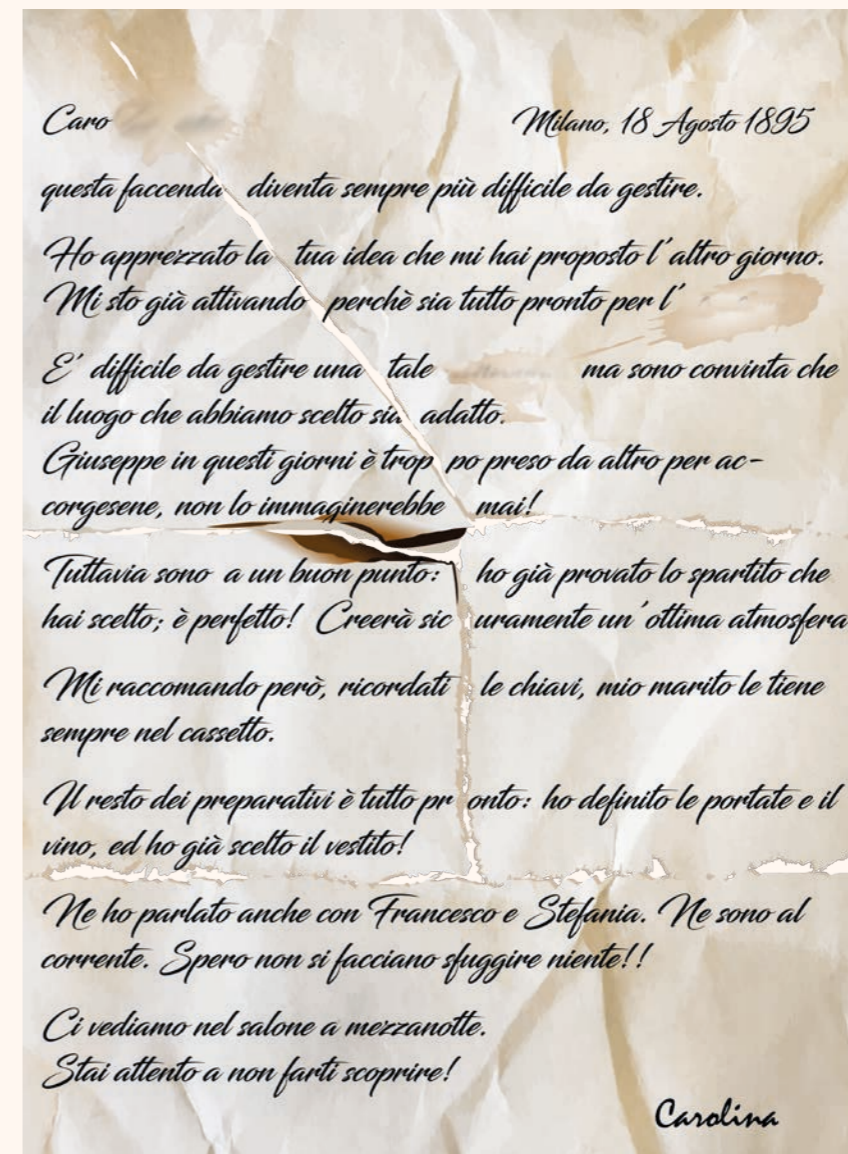 Caro
Milano, 18 Agosto 1895
questa faccenda diventa sempre più difficile da gestire.
Ho apprezzato la tua idea che mi hai proposto l'altro giorno.
Mi sto già attivando perchè sia tutto pronto per l'
E' difficile da gestire una tale ma sono convinta che
il luogo che abbiamo scelto sia adatto.
Giuseppe in questi giorni è trop po preso da altro per ac-
corgesene, non lo immaginerebbe mai!
Tuttavia sono a un buon punto: ho già provato lo spartito che
hai scelto; è perfetto! Creerà sic uramente un'ottima atmosfera
Mi raccomando però, ricordati le chiavi, mio marito le tiene
sempre nel cassetto.
Il resto dei preparativi è tutto pr onto: ho definito le portate e il
vino, ed ho già scelto il vestito!
Ne ho parlato anche con Francesco e Stefania. Ne sono al
corrente. Spero non si facciano sfuggire niente!!
Ci vediamo nel salone a mezzanotte.
Stai attento a non farti scoprire!
Carolina